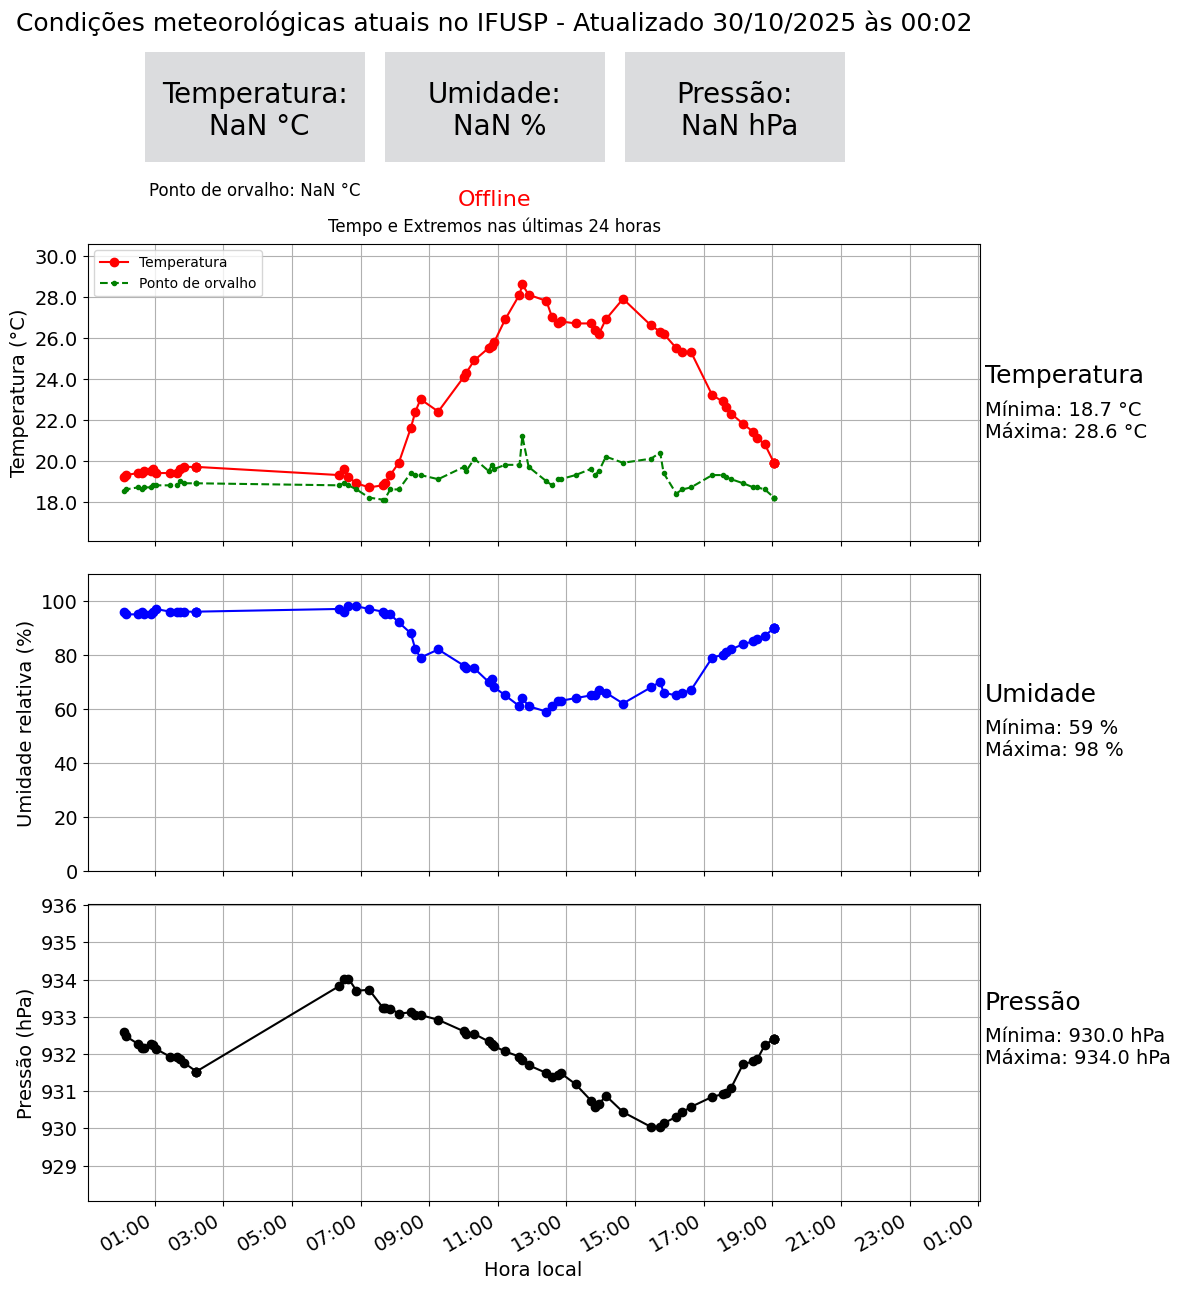 Condições meteorológicas atuais no IFUSP - Atualizado 30/10/2025 às 00:02
Temperatura:
NaN °C
Umidade:
NaN %
Pressão:
NaN hPa
Ponto de orvalho: NaN °C
Offline
Tempo e Extremos nas últimas 24 horas
Temperatura
Ponto de orvalho
Temperatura (°C)
30.0
28.0
26.0
24.0
22.0
20.0
18.0
Temperatura
Mínima: 18.7 °C
Máxima: 28.6 °C
Umidade relativa (%)
100
80
60
40
20
0
Umidade
Mínima: 59 %
Máxima: 98 %
Pressão (hPa)
936
935
934
933
932
931
930
929
Pressão
Mínima: 930.0 hPa
Máxima: 934.0 hPa
01:00 03:00 05:00 07:00 09:00 11:00 13:00 15:00 17:00 19:00 21:00 23:00 01:00
Hora local